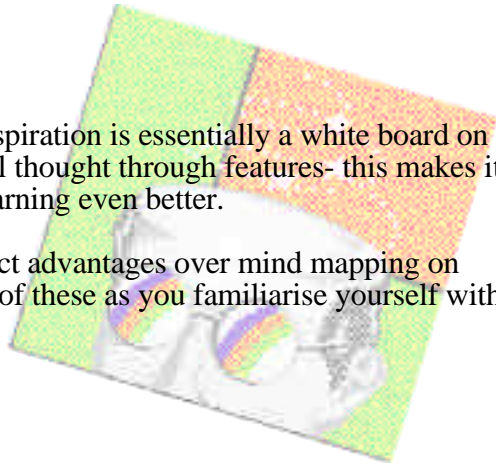 spiration is essentially a white board on
l thought through features- this makes it
arning even better.
ct advantages over mind mapping on
of these as you familiarise yourself with